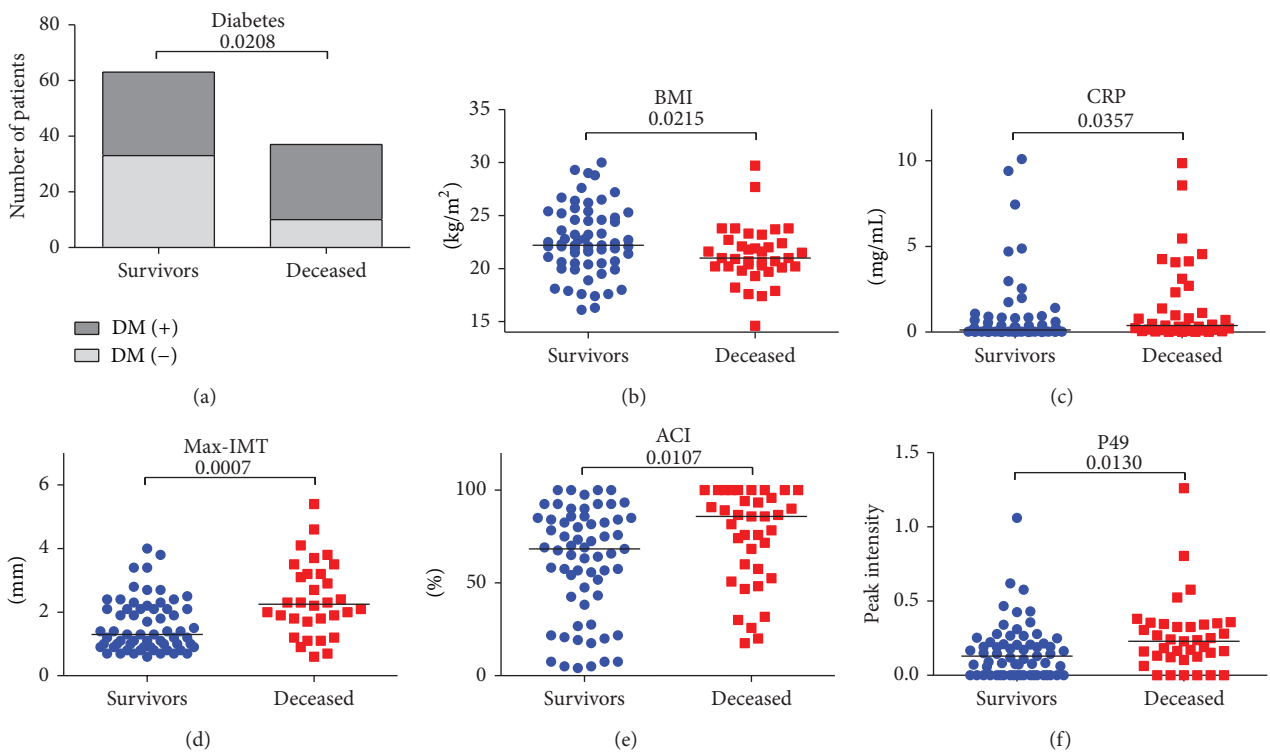 Diabetes
0.0208
Number of patients
80
60
40
20
0
Survivors
Deceased
DM (+)
DM (−)
(a)
BMI
0.0215
(kg/m²)
35
30
25
20
15
Survivors
Deceased
(b)
CRP
0.0357
(mg/mL)
10
5
0
Survivors
Deceased
(c)
Max-IMT
0.0007
(mm)
6
4
2
0
Survivors
Deceased
(d)
ACI
0.0107
(%)
100
50
0
Survivors
Deceased
(e)
P49
0.0130
Peak intensity
1.5
1.0
0.5
0.0
Survivors
Deceased
(f)